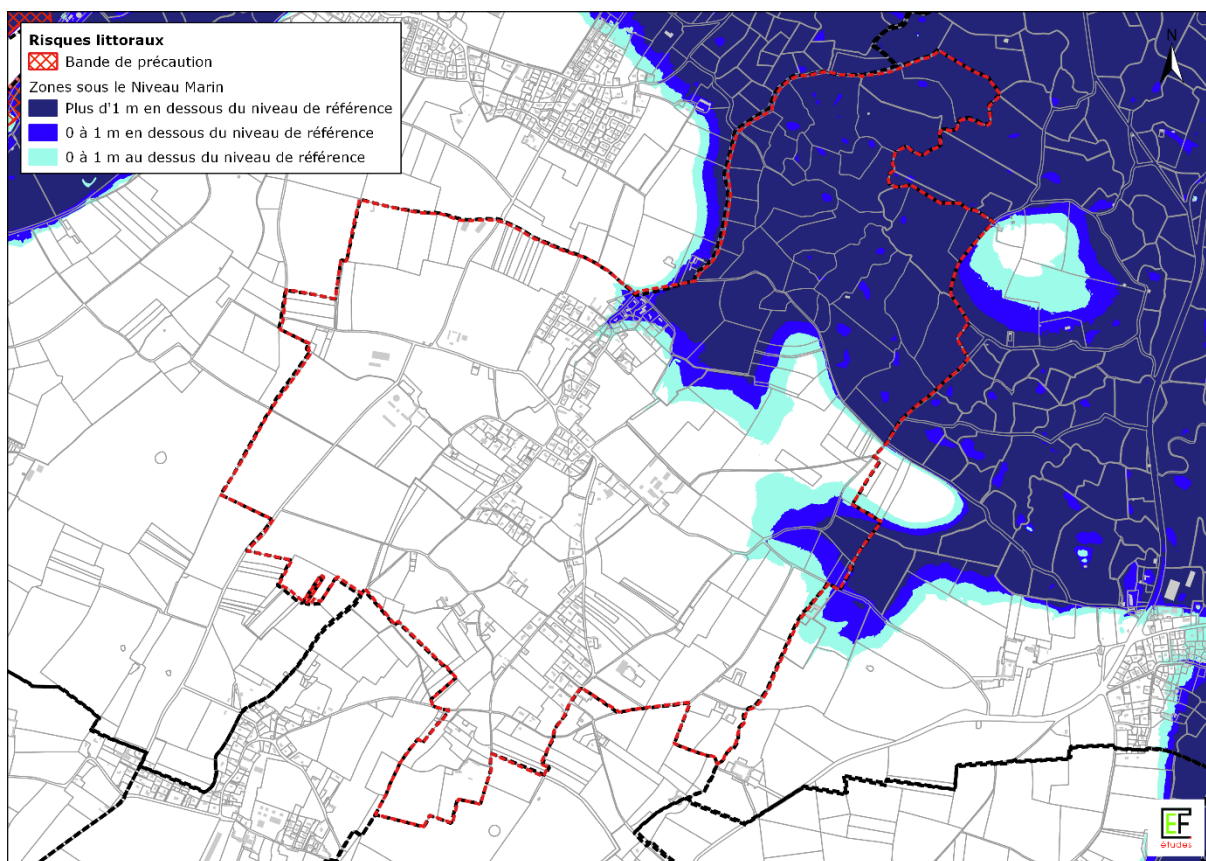 Risques littoraux
Bande de précaution
Zones sous le Niveau Marin
Plus d'1 m en dessous du niveau de référence
0 à 1 m en dessous du niveau de référence
0 à 1 m au dessus du niveau de référence
N
EF
études